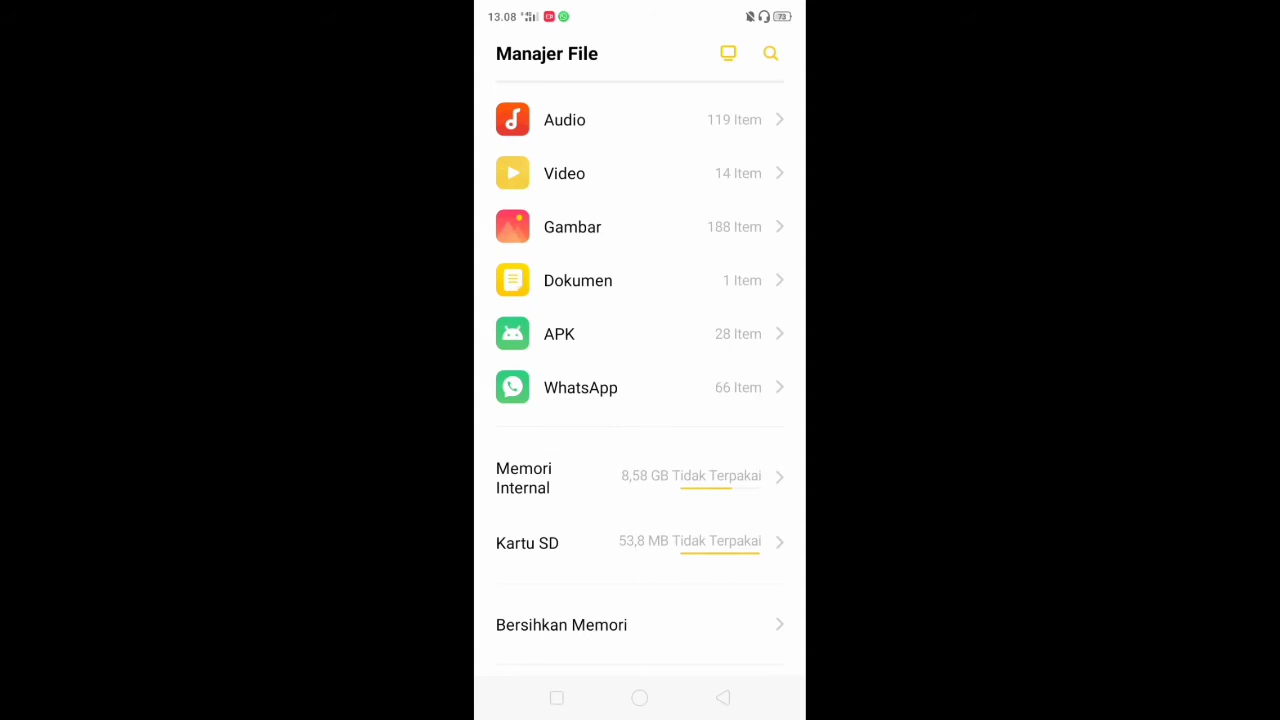 13.08
73
Manajer File
Audio 119 Item
Video 14 Item
Gambar 188 Item
Dokumen 1 Item
APK 28 Item
WhatsApp 66 Item
Memori
Internal
8,58 GB Tidak Terpakai
Kartu SD
53,8 MB Tidak Terpakai
Bersihkan Memori